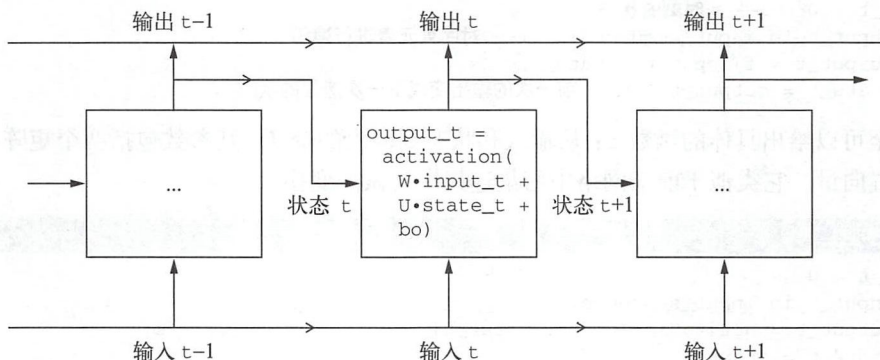 输出 t-1
输出 t
输出 t+1
...
output_t =
activation(
W•input_t
U•state_t +
bo)
...
状态 t
状态 t+1
输入 t-1
输入 t
输入 t+1